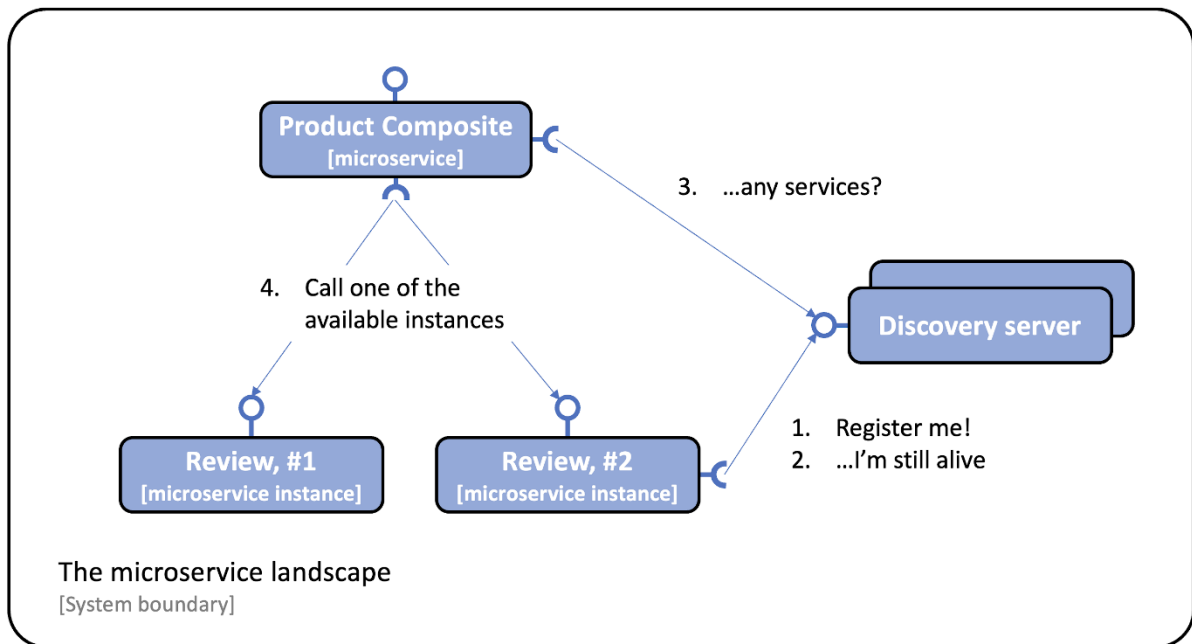 Product Composite
[microservice]
3. ...any services?
4. Call one of the
available instances
Discovery server
Review, #1
[microservice instance]
Review, #2
[microservice instance]
1. Register me!
2. ...I'm still alive
The microservice landscape
[System boundary]